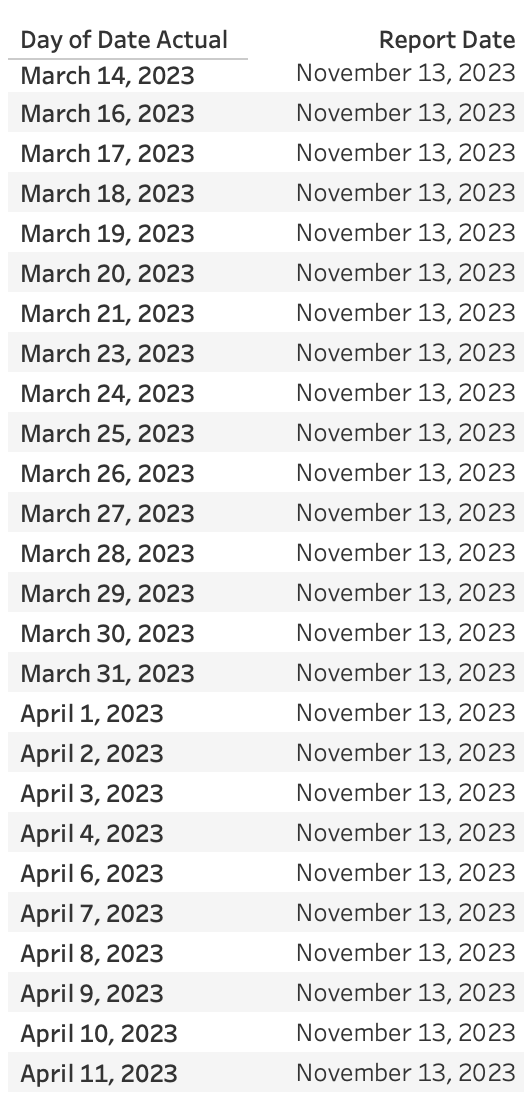 Day of Date Actual Report Date
March 14, 2023 November 13, 2023
March 16, 2023 November 13, 2023
March 17, 2023 November 13, 2023
March 18, 2023 November 13, 2023
March 19, 2023 November 13, 2023
March 20, 2023 November 13, 2023
March 21, 2023 November 13, 2023
March 23, 2023 November 13, 2023
March 24, 2023 November 13, 2023
March 25, 2023 November 13, 2023
March 26, 2023 November 13, 2023
March 27, 2023 November 13, 2023
March 28, 2023 November 13, 2023
March 29, 2023 November 13, 2023
March 30, 2023 November 13, 2023
March 31, 2023 November 13, 2023
April 1, 2023 November 13, 2023
April 2, 2023 November 13, 2023
April 3, 2023 November 13, 2023
April 4, 2023 November 13, 2023
April 6, 2023 November 13, 2023
April 7, 2023 November 13, 2023
April 8, 2023 November 13, 2023
April 9, 2023 November 13, 2023
April 10, 2023 November 13, 2023
April 11, 2023 November 13, 2023